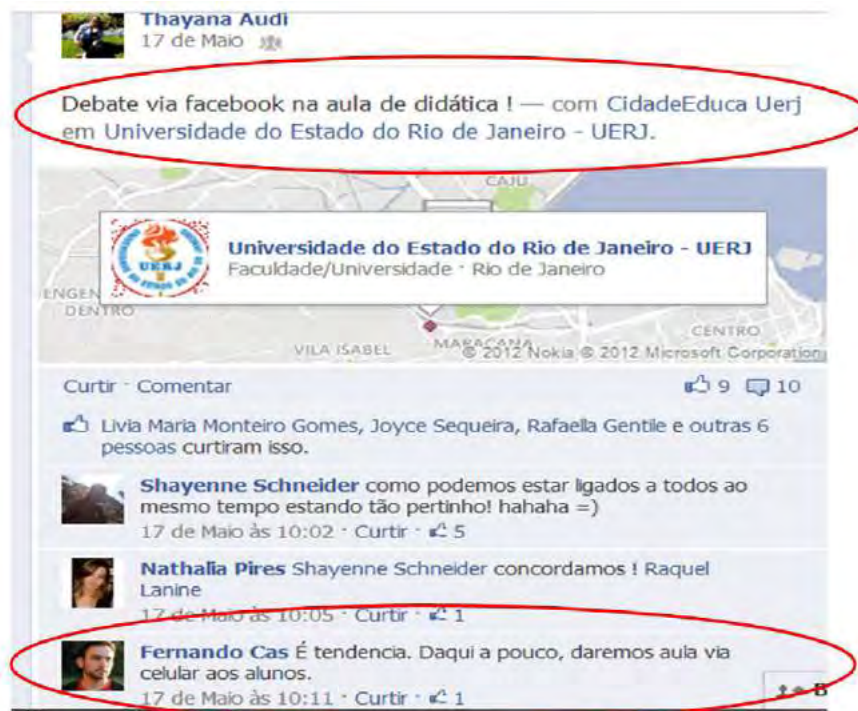 Thayana Audi
17 de Maio
Debate via facebook na aula de didática ! — com CidadeEduca Uerj
em Universidade do Estado do Rio de Janeiro - UERJ.
CAJU
Universidade do Estado do Rio de Janeiro - UERJ
Faculdade/Universidade · Rio de Janeiro
UERJ
ENGEN
DENTRO
CENTRO
VILA ISABEL
MARACANA
© 2012 Nokia © 2012 Microsoft Corporation
Curtir · Comentar
9 10
Livia Maria Monteiro Gomes, Joyce Sequeira, Rafaella Gentile e outras 6
pessoas curtiram isso.
Shayenne Schneider como podemos estar ligados a todos ao
mesmo tempo estando tão pertinho! hahaha =)
17 de Maio às 10:02 · Curtir · 5
Nathalia Pires Shayenne Schneider concordamos ! Raquel
Lanine
17 de Maio às 10:05 · Curtir · 1
Fernando Cas É tendencia. Daqui a pouco, daremos aula via
celular aos alunos.
17 de Maio às 10:11 · Curtir · 1
B